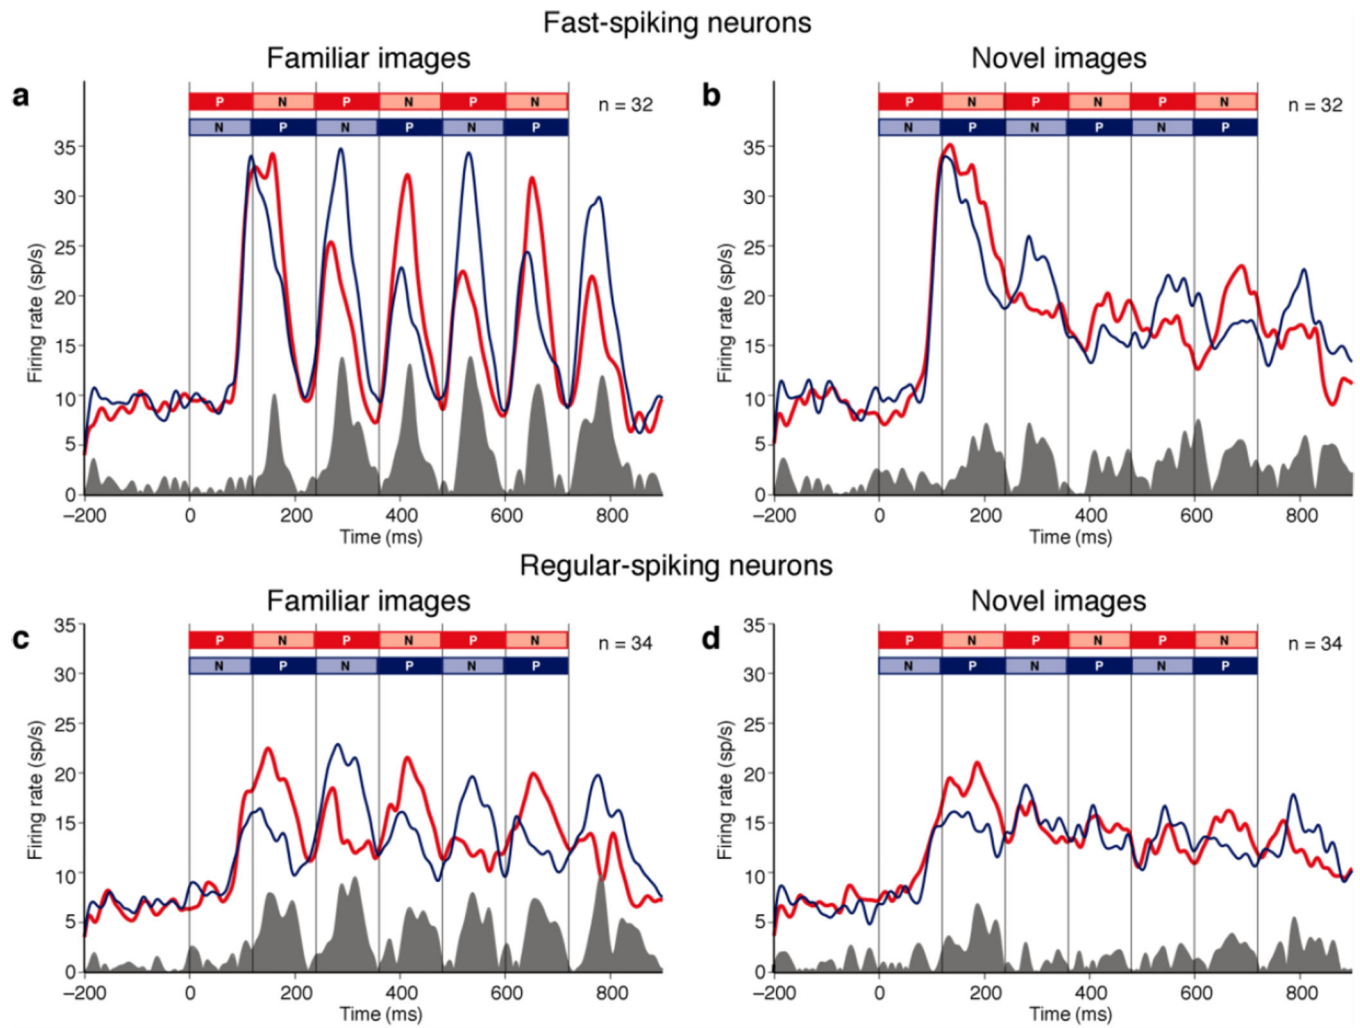 Fast-spiking neurons
Familiar images
Novel images
a
P N P N P N
N P N P N P
n = 32
35
30
25
20
15
10
5
0
Firing rate (sp/s)
–200 0 200 400 600 800
Time (ms)
b
P N P N P N
N P N P N P
n = 32
35
30
25
20
15
10
5
0
Firing rate (sp/s)
–200 0 200 400 600 800
Time (ms)
Regular-spiking neurons
Familiar images
Novel images
c
P N P N P N
N P N P N P
n = 34
35
30
25
20
15
10
5
0
Firing rate (sp/s)
–200 0 200 400 600 800
Time (ms)
d
P N P N P N
N P N P N P
n = 34
35
30
25
20
15
10
5
0
Firing rate (sp/s)
–200 0 200 400 600 800
Time (ms)